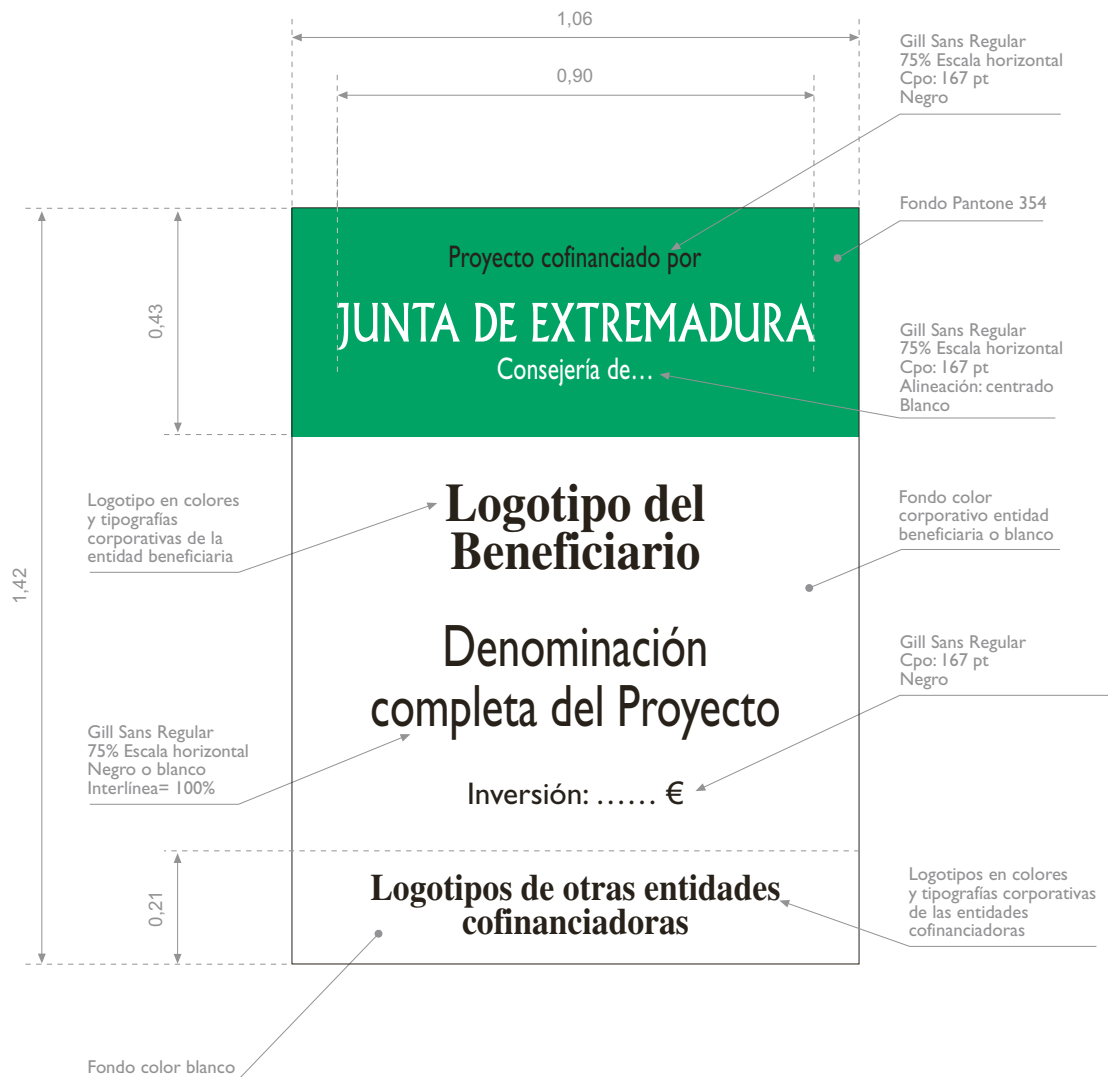 1,06
0,90
Gill Sans Regular
75% Escala horizontal
Cpo: 167 pt
Negro
Fondo Pantone 354
Proyecto cofinanciado por
JUNTA DE EXTREMADURA
Consejería de...
0,43
Gill Sans Regular
75% Escala horizontal
Cpo: 167 pt
Alineación: centrado
Blanco
Logotipo en colores
y tipografías
corporativas de la
entidad beneficiaria
Logotipo del
Beneficiario
Fondo color
corporativo entidad
beneficiaria o blanco
1,42
Denominación
completa del Proyecto
Gill Sans Regular
Cpo: 167 pt
Negro
Gill Sans Regular
75% Escala horizontal
Negro o blanco
Interlínea= 100%
Inversión: ...... €
0,21
Logotipos de otras entidades
cofinanciadoras
Logotipos en colores
y tipografías corporativas
de las entidades
cofinanciadoras
Fondo color blanco